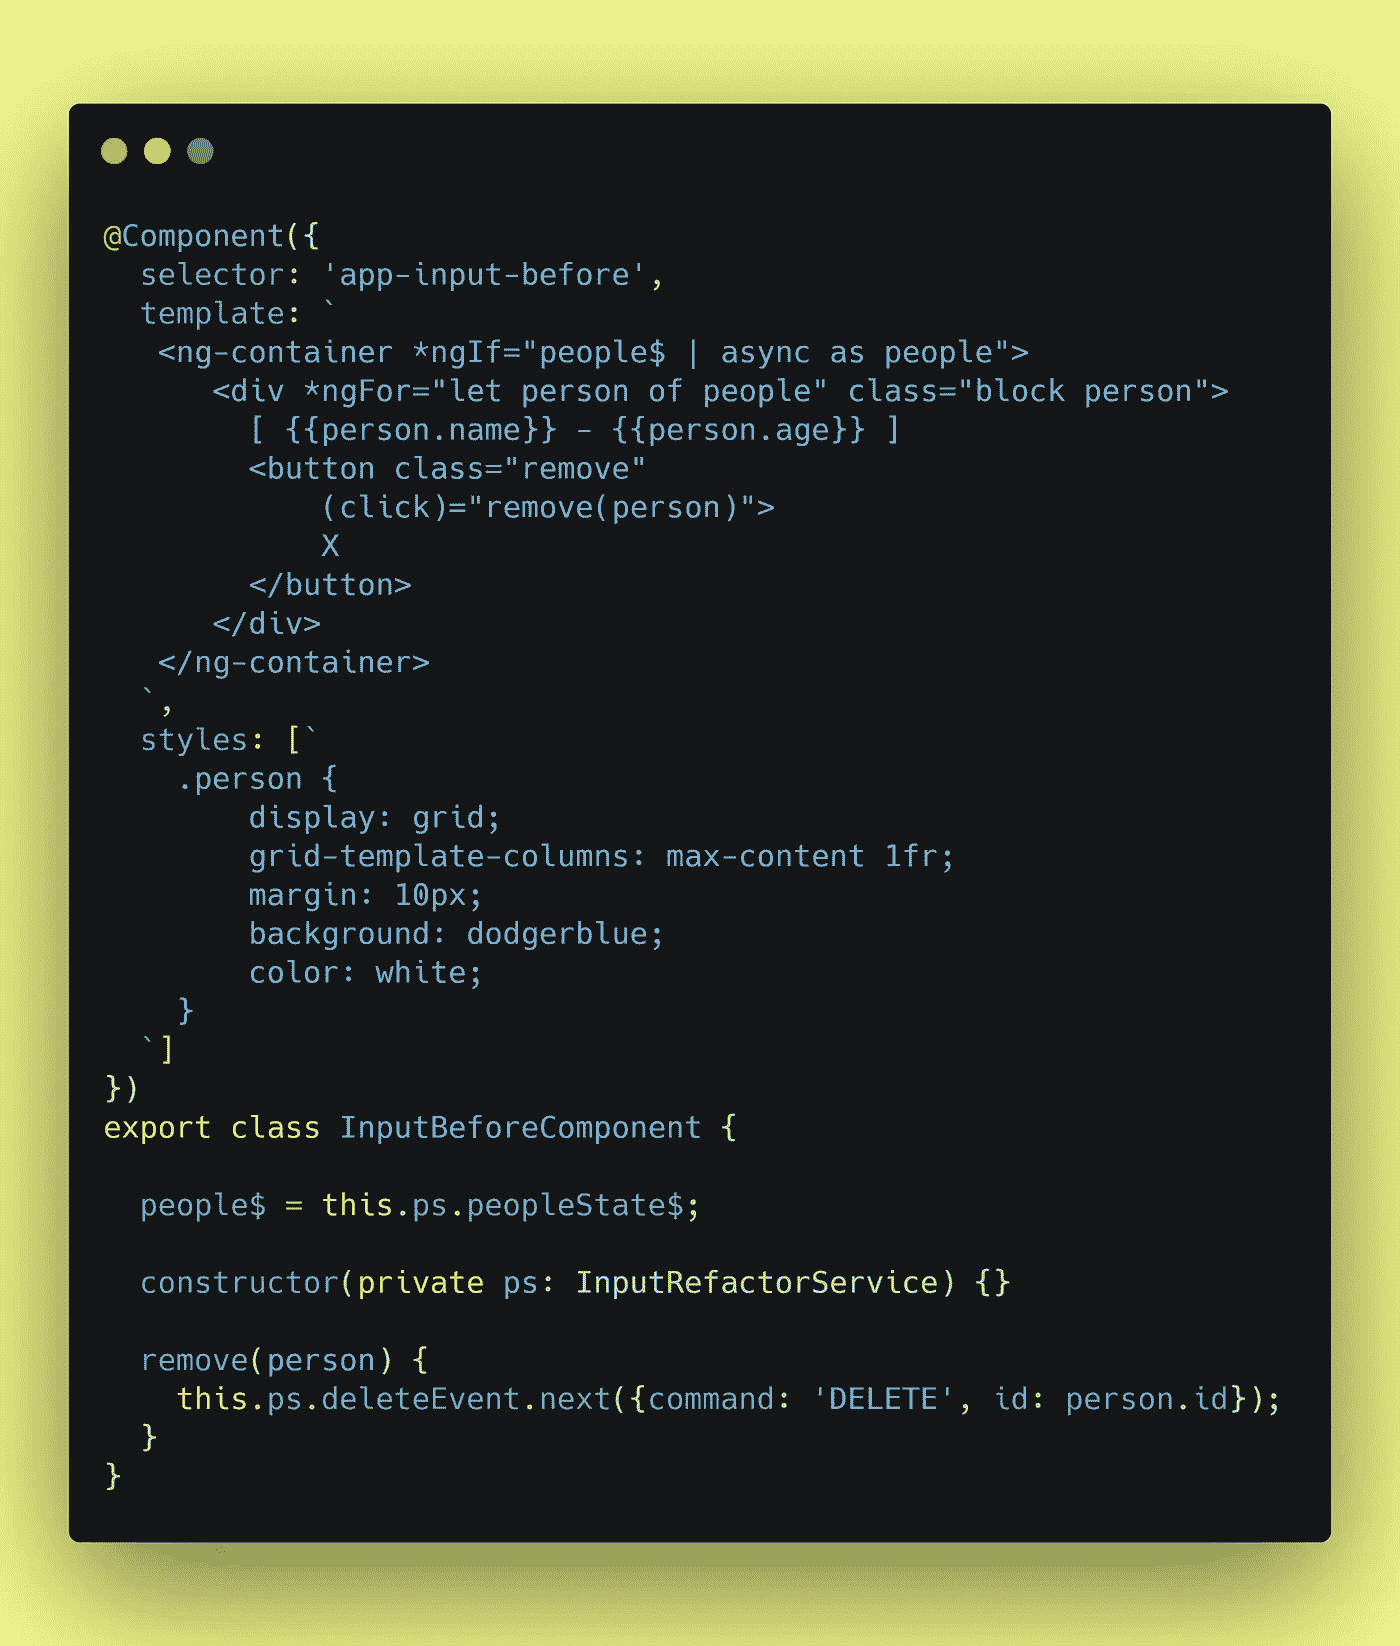 @Component({
  selector: 'app-input-before',
  template: `
   <ng-container *ngIf="people$ | async as people">
      <div *ngFor="let person of people" class="block person">
        [ {{person.name}} - {{person.age}} ]
        <button class="remove"
            (click)="remove(person)">
            X
        </button>
      </div>
   </ng-container>
  `,
  styles: [`
    .person {
        display: grid;
        grid-template-columns: max-content 1fr;
        margin: 10px;
        background: dodgerblue;
        color: white;
    }
  `]
})
export class InputBeforeComponent {

  people$ = this.ps.peopleState$;

  constructor(private ps: InputRefactorService) {}

  remove(person) {
    this.ps.deleteEvent.next({command: 'DELETE', id: person.id});
  }
}